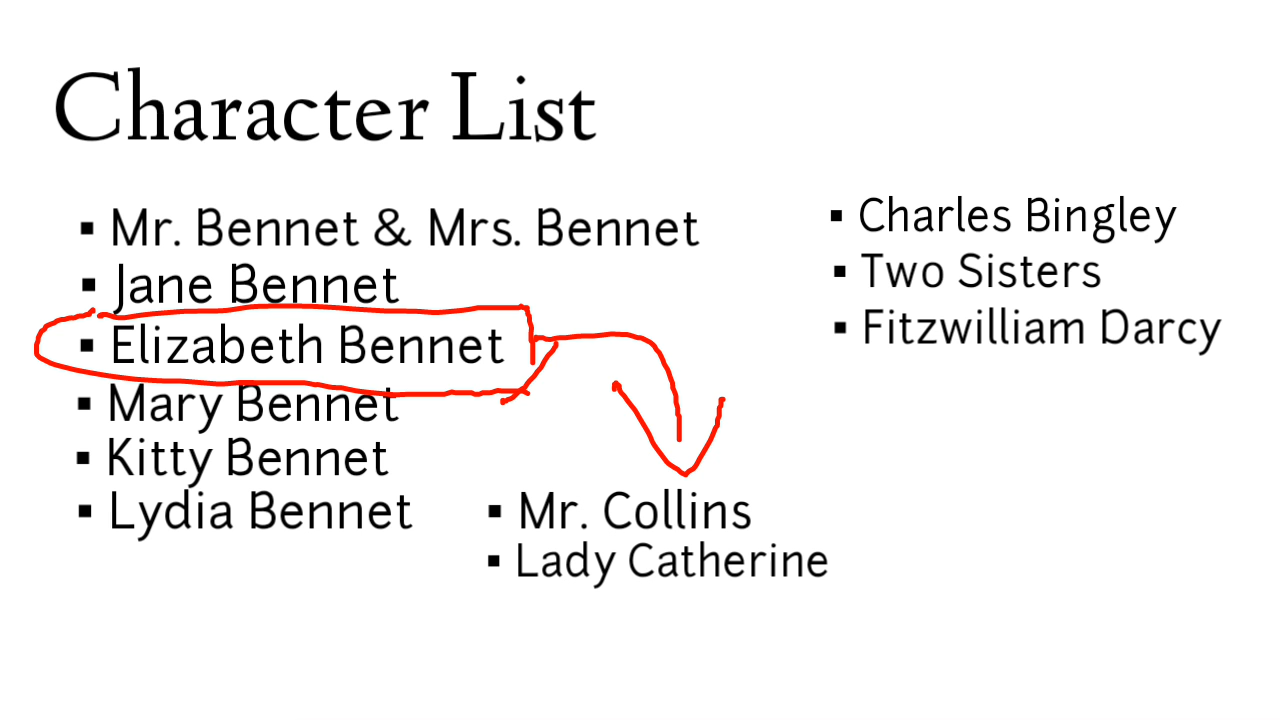 Character List
▪ Mr. Bennet & Mrs. Bennet
▪ Jane Bennet
▪ Elizabeth Bennet
▪ Mary Bennet
▪ Kitty Bennet
▪ Lydia Bennet
▪ Mr. Collins
▪ Lady Catherine
▪ Charles Bingley
▪ Two Sisters
▪ Fitzwilliam Darcy